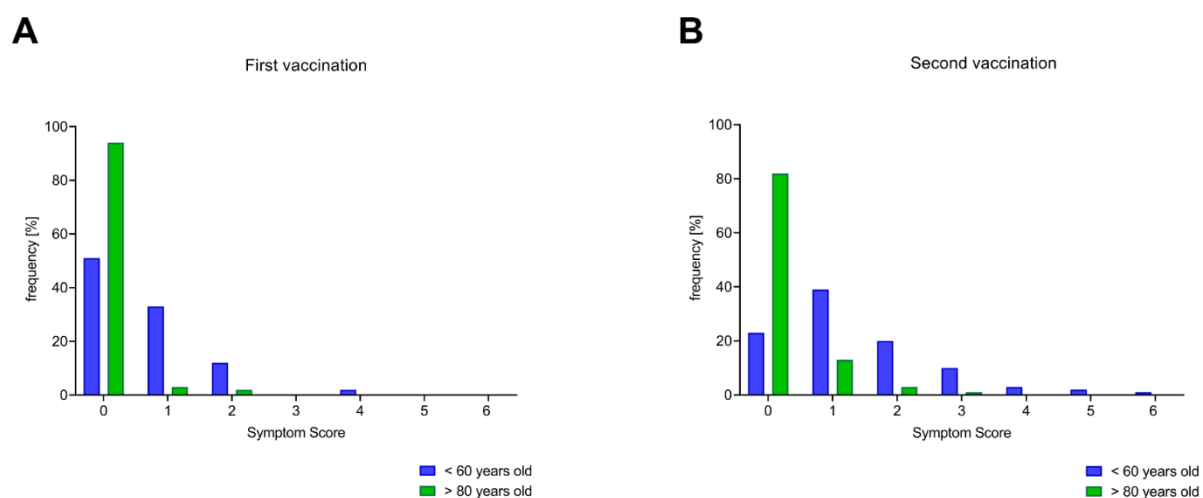 A
First vaccination
100
80
60
40
20
0
frequency [%]
0 1 2 3 4 5 6
Symptom Score
< 60 years old
> 80 years old
B
Second vaccination
100
80
60
40
20
0
frequency [%]
0 1 2 3 4 5 6
Symptom Score
< 60 years old
> 80 years old